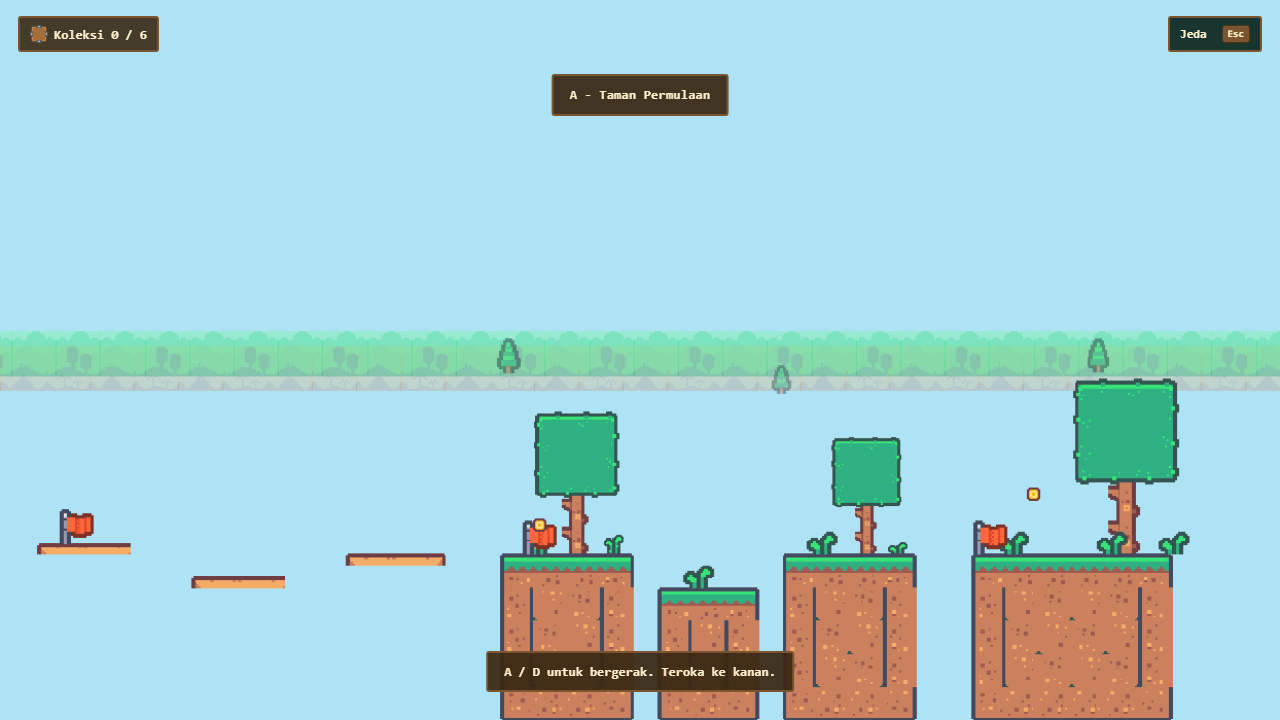 Koleksi 0 / 6
Jeda Esc
A - Taman Permulaan
A / D untuk bergerak. Teroka ke kanan.